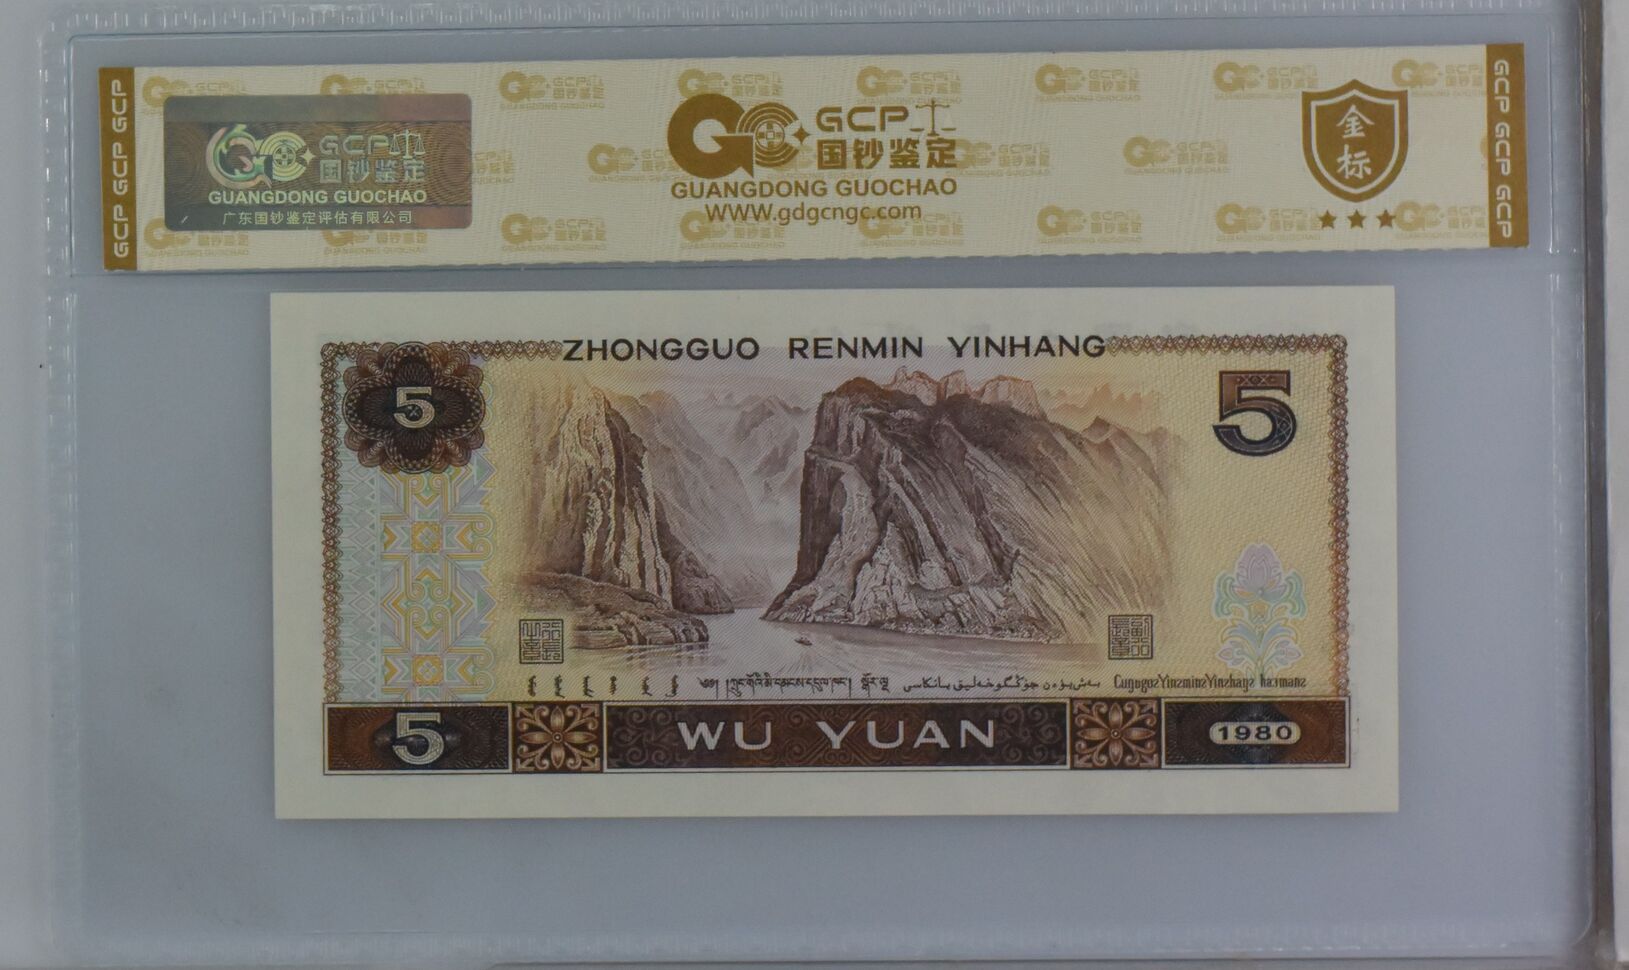 GCP GCP GCP
GCP 国钞鉴定
GUANGDONG GUOCHAO
广东国钞鉴定评估有限公司
GCP
国钞鉴定
GUANGDONG GUOCHAO
WWW.gdgcngc.com
金标
GCP GCP GCP
ZHONGGUO RENMIN YINHANG
5
5
5
WU YUAN
1980